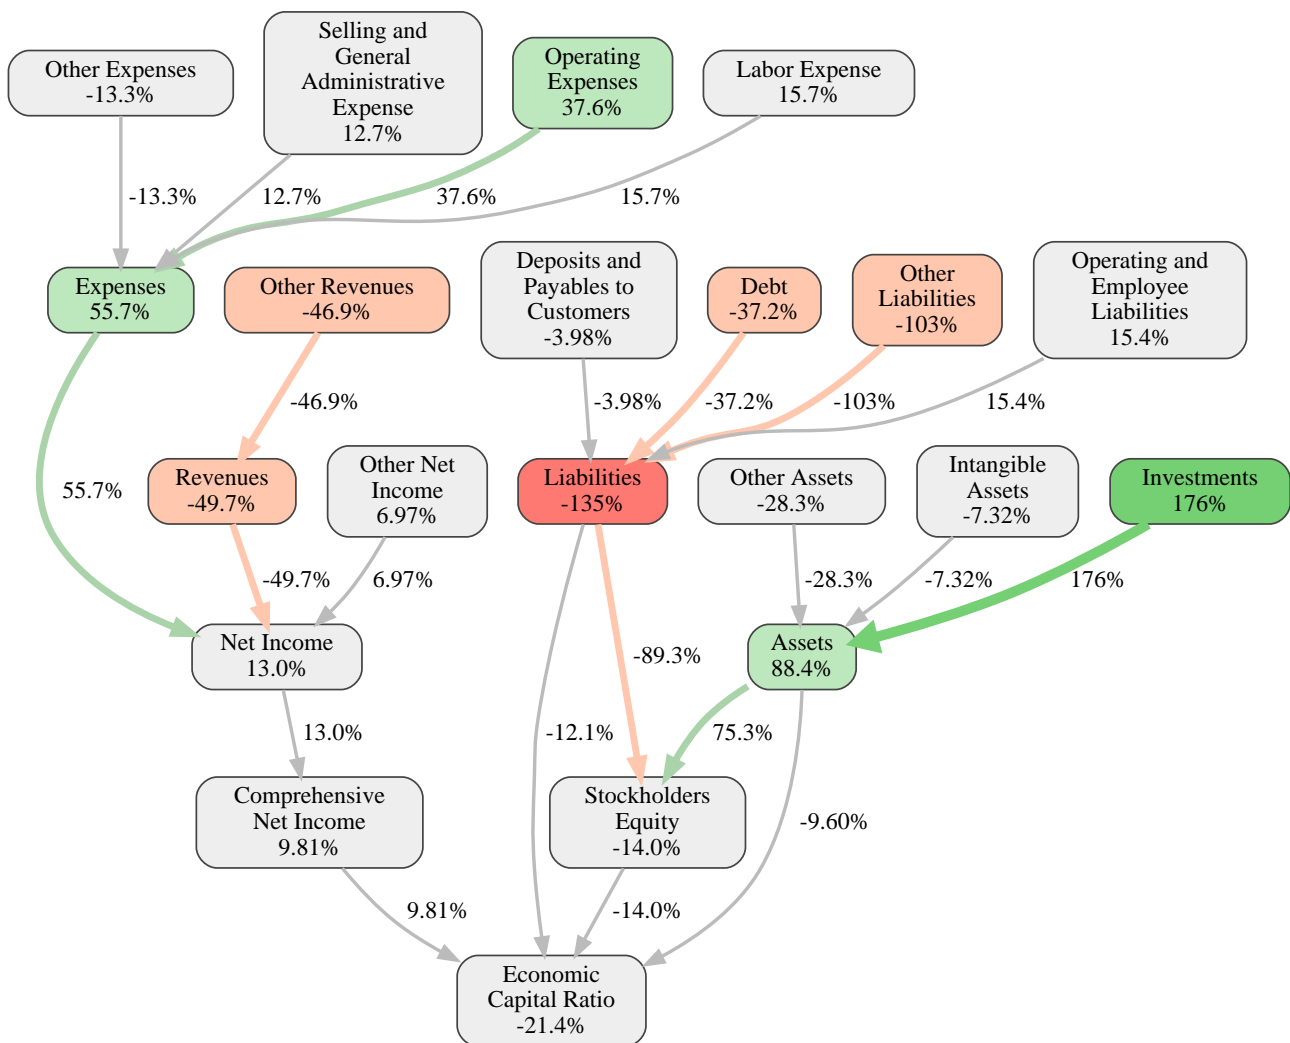 Other Expenses
-13.3%
Selling and
General
Administrative
Expense
12.7%
Operating
Expenses
37.6%
Labor Expense
15.7%
-13.3%
12.7%
37.6%
15.7%
Expenses
55.7%
Other Revenues
-46.9%
Deposits and
Payables to
Customers
-3.98%
Debt
-37.2%
Other
Liabilities
-103%
Operating and
Employee
Liabilities
15.4%
-46.9%
-3.98%
-37.2%
-103%
15.4%
55.7%
Revenues
-49.7%
Other Net
Income
6.97%
Liabilities
-135%
Other Assets
-28.3%
Intangible
Assets
-7.32%
Investments
176%
-49.7%
6.97%
-28.3%
-7.32%
176%
Net Income
13.0%
-89.3%
Assets
88.4%
13.0%
-12.1%
75.3%
Comprehensive
Net Income
9.81%
Stockholders
Equity
-14.0%
-9.60%
9.81%
-14.0%
Economic
Capital Ratio
-21.4%